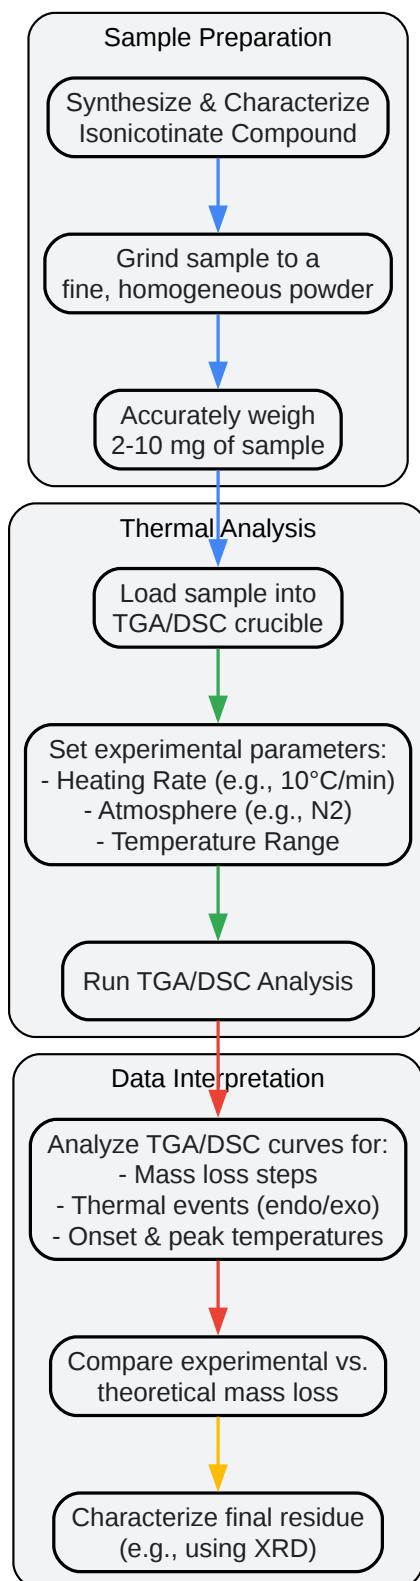 Sample Preparation
Synthesize & Characterize
Isonicotinate Compound
Grind sample to a
fine, homogeneous powder
Accurately weigh
2-10 mg of sample
Thermal Analysis
Load sample into
TGA/DSC crucible
Set experimental parameters:
- Heating Rate (e.g., 10°C/min)
- Atmosphere (e.g., N2)
- Temperature Range
Run TGA/DSC Analysis
Data Interpretation
Analyze TGA/DSC curves for:
- Mass loss steps
- Thermal events (endo/exo)
- Onset & peak temperatures
Compare experimental vs.
theoretical mass loss
Characterize final residue
(e.g., using XRD)